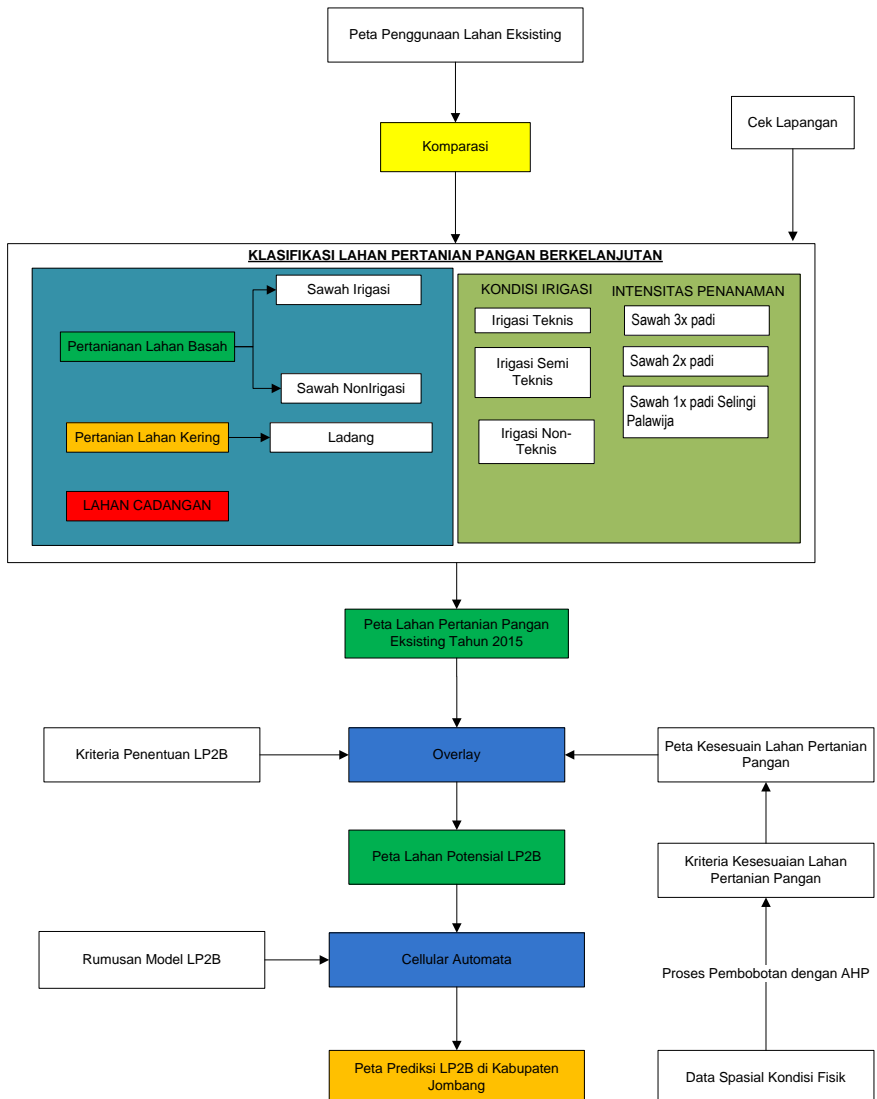 Peta Penggunaan Lahan Eksisting
Cek Lapangan
Komparasi
KLASIFIKASI LAHAN PERTANIAN PANGAN BERKELANJUTAN
Sawah Irigasi
Pertanianan Lahan Basah
Sawah NonIrigasi
Pertanian Lahan Kering
Ladang
LAHAN CADANGAN
KONDISI IRIGASI
Irigasi Teknis
Irigasi Semi
Teknis
Irigasi Non-
Teknis
INTENSITAS PENANAMAN
Sawah 3x padi
Sawah 2x padi
Sawah 1x padi Selingi
Palawija
Peta Lahan Pertanian Pangan
Eksisting Tahun 2015
Kriteria Penentuan LP2B
Overlay
Peta Kesesuain Lahan Pertanian
Pangan
Peta Lahan Potensial LP2B
Kriteria Kesesuaian Lahan
Pertanian Pangan
Rumusan Model LP2B
Cellular Automata
Proses Pembobotan dengan AHP
Peta Prediksi LP2B di Kabupaten
Jombang
Data Spasial Kondisi Fisik